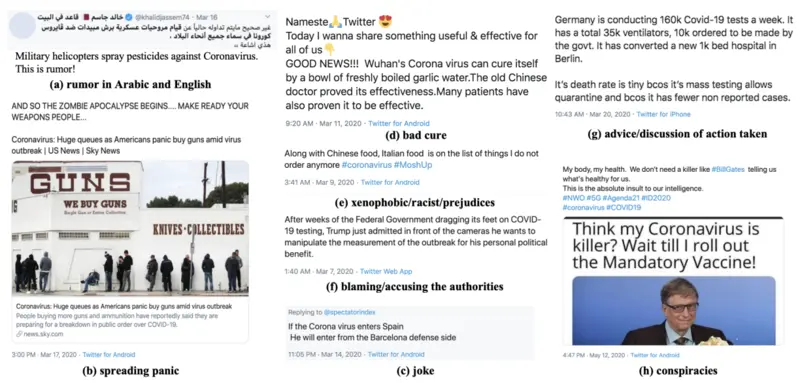 خالد جاسم قاعد في البيت @khalidjassem74 · Mar 16
غير صحيح مايتم تداوله حالياً عن قيام مروحيات عسكرية برش مبيدات ضد فايروس
كورونا في سماء جميع أنحاء البلاد .
هذي اشاعة
Military helicopters spray pesticides against Coronavirus.
This is rumor!
(a) rumor in Arabic and English
AND SO THE ZOMBIE APOCALYPSE BEGINS.... MAKE READY YOUR
WEAPONS PEOPLE...
Coronavirus: Huge queues as Americans panic buy guns amid virus
outbreak | US News | Sky News
GUNS
WE BUY GUNS
KNIVES·COLLECTIBLES
Coronavirus: Huge queues as Americans panic buy guns amid virus outbreak
People buying more guns and ammunition have reportedly said they are
preparing for a breakdown in public order over COVID-19.
news.sky.com
3:00 PM · Mar 17, 2020 · Twitter for Android
(b) spreading panic
Nameste🙏Twitter 😍
Today I wanna share something useful & effective for
all of us👇
GOOD NEWS!!! Wuhan's Corona virus can cure itself
by a bowl of freshly boiled garlic water.The old Chinese
doctor proved its effectiveness.Many patients have
also proven it to be effective.
9:20 AM · Mar 11, 2020 · Twitter for Android
(d) bad cure
Along with Chinese food, Italian food is on the list of things I do not
order anymore #coronavirus #MoshUp
3:41 AM · Mar 9, 2020 · Twitter for Android
(e) xenophobic/racist/prejudices
After weeks of the Federal Government dragging its feet on COVID-
19 testing, Trump just admitted in front of the cameras he wants to
manipulate the measurement of the outbreak for his personal political
benefit.
1:40 AM · Mar 7, 2020 · Twitter Web App
(f) blaming/accusing the authorities
Replying to @spectatorindex
If the Corona virus enters Spain
He will enter from the Barcelona defense side
11:05 PM · Mar 14, 2020 · Twitter for Android
(c) joke
Germany is conducting 160k Covid-19 tests a week. It
has a total 35k ventilators, 10k ordered to be made by
the govt. It has converted a new 1k bed hospital in
Berlin.
It's death rate is tiny bcos it's mass testing allows
quarantine and bcos it has fewer non reported cases.
10:43 AM · Mar 20, 2020 · Twitter for iPhone
(g) advice/discussion of action taken
My body, my health. We don't need a killer like #BillGates telling us
what's healthy for us.
This is the absolute insult to our intelligence.
#NWO #5G #Agenda21 #ID2020
#coronavirus #COVID19
Think my Coronavirus is
killer? Wait till I roll out
the Mandatory Vaccine!
4:47 PM · May 12, 2020 · Twitter for Android
(h) conspiracies